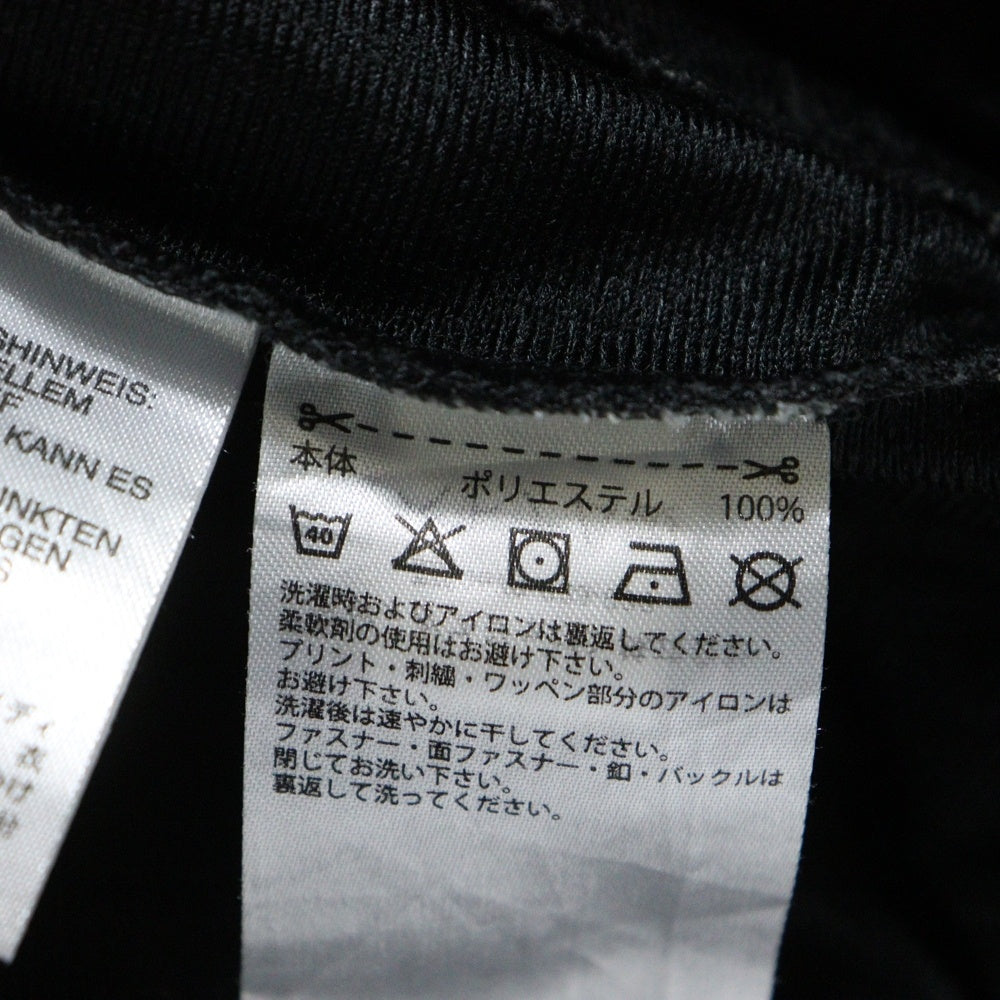 SHINWEIS:
ELLEM
F
KANN ES
UNKTEN
GEN
S
ディ
衣
け
本体 ポリエステル 100%
40
洗濯時およびアイロンは裏返してください。
柔軟剤の使用はお避け下さい。
プリント・刺繍・ワッペン部分のアイロンは
お避け下さい。
洗濯後は速やかに干してください。
ファスナー・面ファスナー・釦・バックルは
閉じてお洗い下さい。
裏返して洗ってください。